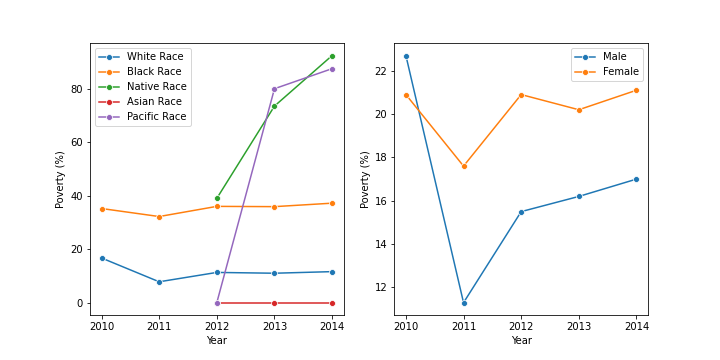 White Race
Black Race
Native Race
Asian Race
Pacific Race
Poverty (%)
80
60
40
20
0
2010 2011 2012 2013 2014
Year
Male
Female
Poverty (%)
22
20
18
16
14
12
2010 2011 2012 2013 2014
Year